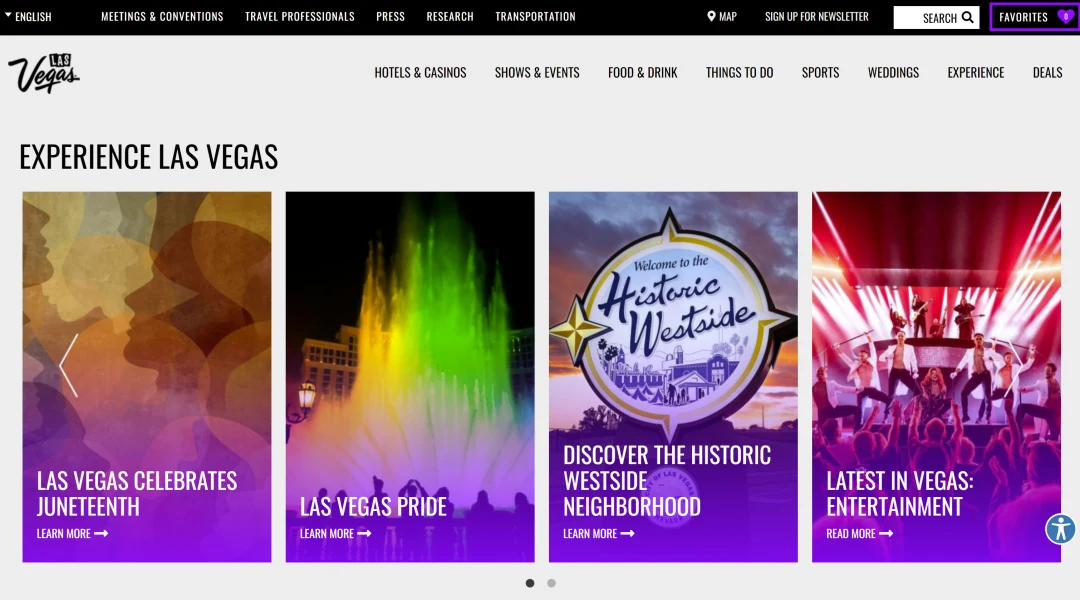 ENGLISH
MEETINGS & CONVENTIONS
TRAVEL PROFESSIONALS
PRESS
RESEARCH
TRANSPORTATION
MAP
SIGN UP FOR NEWSLETTER
SEARCH
FAVORITES
0
LAS
Vegas
HOTELS & CASINOS
SHOWS & EVENTS
FOOD & DRINK
THINGS TO DO
SPORTS
WEDDINGS
EXPERIENCE
DEALS
EXPERIENCE LAS VEGAS
LAS VEGAS CELEBRATES
JUNETEENTH
LEARN MORE
LAS VEGAS PRIDE
LEARN MORE
Welcome to the
Historic
Westside
DISCOVER THE HISTORIC
WESTSIDE
NEIGHBORHOOD
LEARN MORE
LATEST IN VEGAS:
ENTERTAINMENT
READ MORE